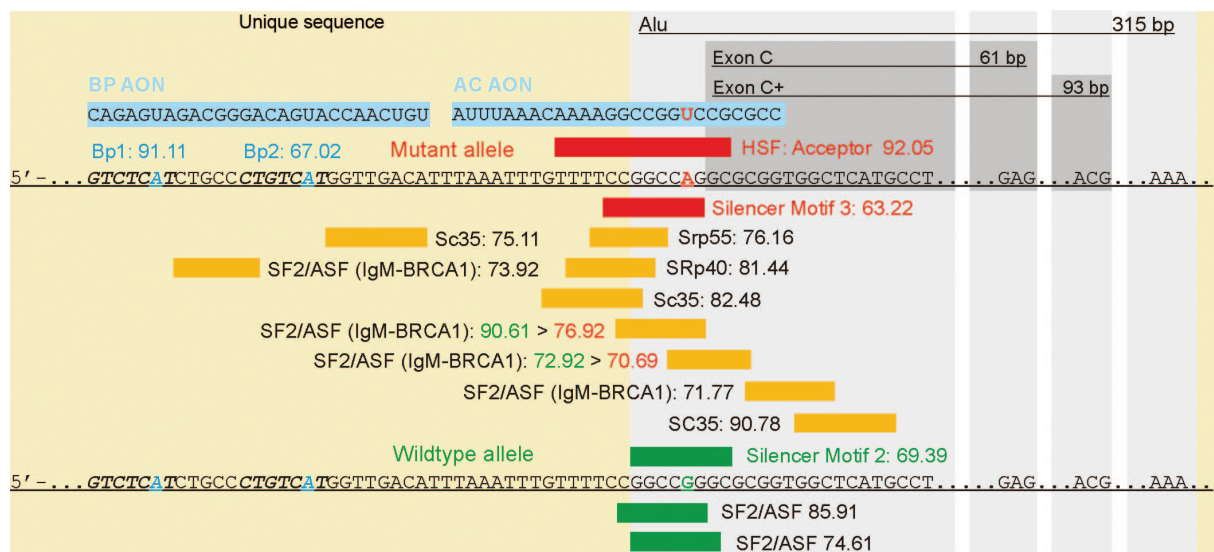 Unique sequence
Alu 315 bp
Exon C 61 bp
Exon C+ 93 bp
BP AON AC AON
CAGAGUAGACGGGACAGUACCAACUGU AUUUAAACAAAAGGCCGGUCCGCGCC
Bp1: 91.11 Bp2: 67.02 Mutant allele HSF: Acceptor 92.05
5'-...GTCTCATCTGCCCTGTCATGGTTGACATTTAAATTTGTTTTCCGGCCAGGCGCGGTGGCTCATGCCT......GAG...ACG...AAA..
Silencer Motif 3: 63.22
Sc35: 75.11 Srp55: 76.16
SF2/ASF (IgM-BRCA1): 73.92 SRp40: 81.44
Sc35: 82.48
SF2/ASF (IgM-BRCA1): 90.61 > 76.92
SF2/ASF (IgM-BRCA1): 72.92 > 70.69
SF2/ASF (IgM-BRCA1): 71.77
SC35: 90.78
Wildtype allele Silencer Motif 2: 69.39
5'-...GTCTCATCTGCCCTGTCATGGTTGACATTTAAATTTGTTTTCCGGCCGGGCGCGGTGGCTCATGCCT......GAG...ACG...AAA..
SF2/ASF 85.91
SF2/ASF 74.61